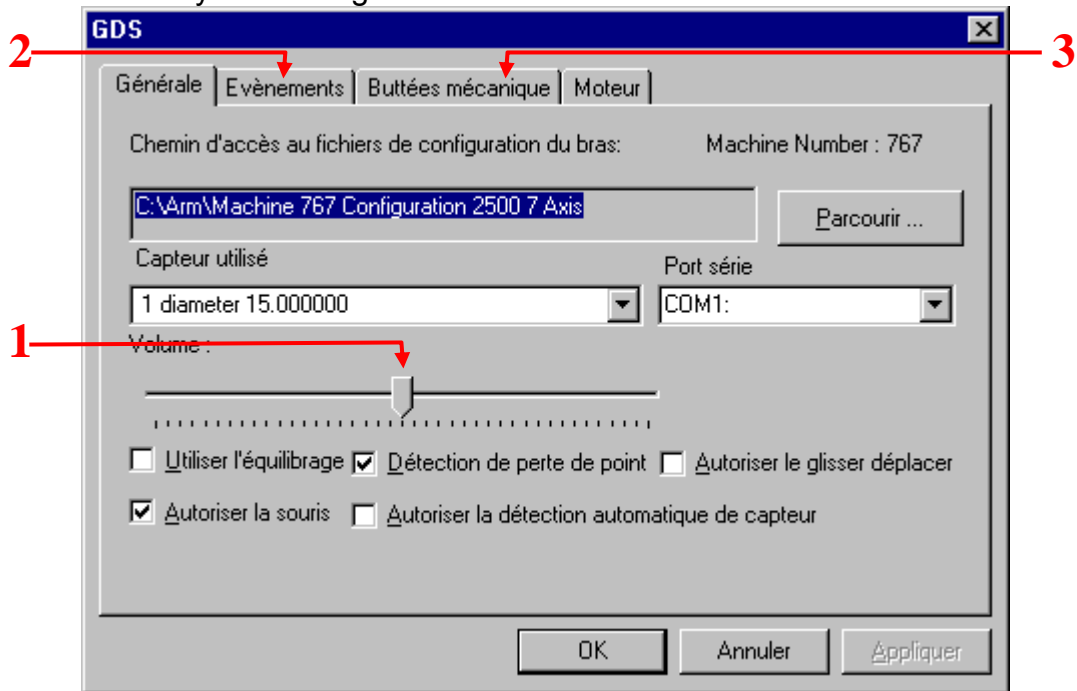 GDS
2
3
Générale Evènements Buttées mécanique Moteur
Chemin d'accès au fichiers de configuration du bras: Machine Number : 767
C:\Arm\Machine 767 Configuration 2500 7 Axis
Parcourir ...
Capteur utilisé
Port série
1 diameter 15.000000
COM1:
1
Volume :
Utiliser l'équilibrage Détection de perte de point Autoriser le glisser déplacer
Autoriser la souris Autoriser la détection automatique de capteur
OK Annuler Appliquer